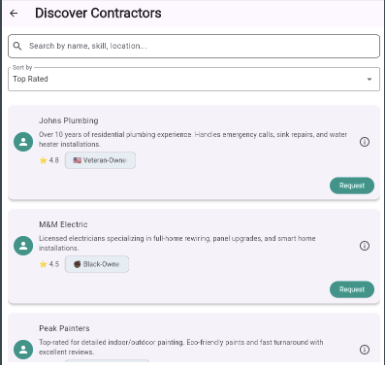 Discover Contractors
Search by name, skill, location...
Sort by
Top Rated
Johns Plumbing
Over 10 years of residential plumbing experience. Handles emergency calls, sink repairs, and water
heater installations.
4.8 Veteran-Owne
Request
M&M Electric
Licensed electricians specializing in full-home rewiring, panel upgrades, and smart home
installations.
4.5 Black-Owne
Request
Peak Painters
Top-rated for detailed indoor/outdoor painting. Eco-friendly paints and fast turnaround with
excellent reviews.